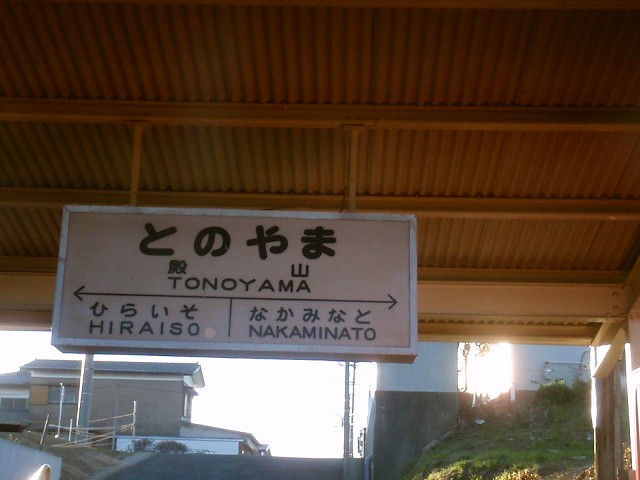 とのやま
殿 山
TONOYAMA
ひらいそ なかみなと
HIRAISO NAKAMINATO